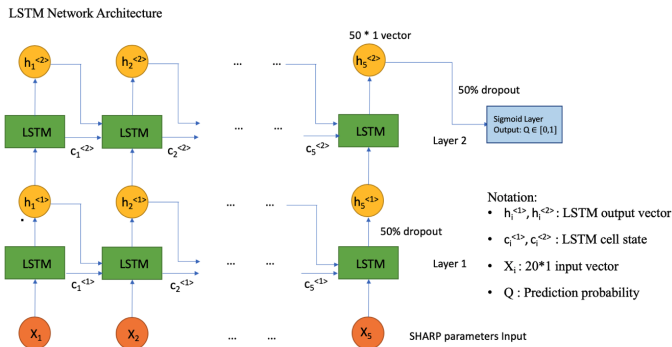 LSTM Network Architecture
50 * 1 vector
h₁<2> h₂<2> ... ... h₅<2>
50% dropout
LSTM LSTM ... ... LSTM
Sigmoid Layer
Output: Q ∈ [0,1]
Layer 2
c₁<2> c₂<2> c₅<2>
h₁<1> h₂<1> h₅<1>
50% dropout
LSTM LSTM ... ... LSTM
Layer 1
c₁<1> c₂<1> c₅<1>
X₁ X₂ ... ... X₅
SHARP parameters Input
Notation:
• hᵢ<1>, hᵢ<2> : LSTM output vector
• cᵢ<1>, cᵢ<2> : LSTM cell state
• Xᵢ : 20*1 input vector
• Q : Prediction probability